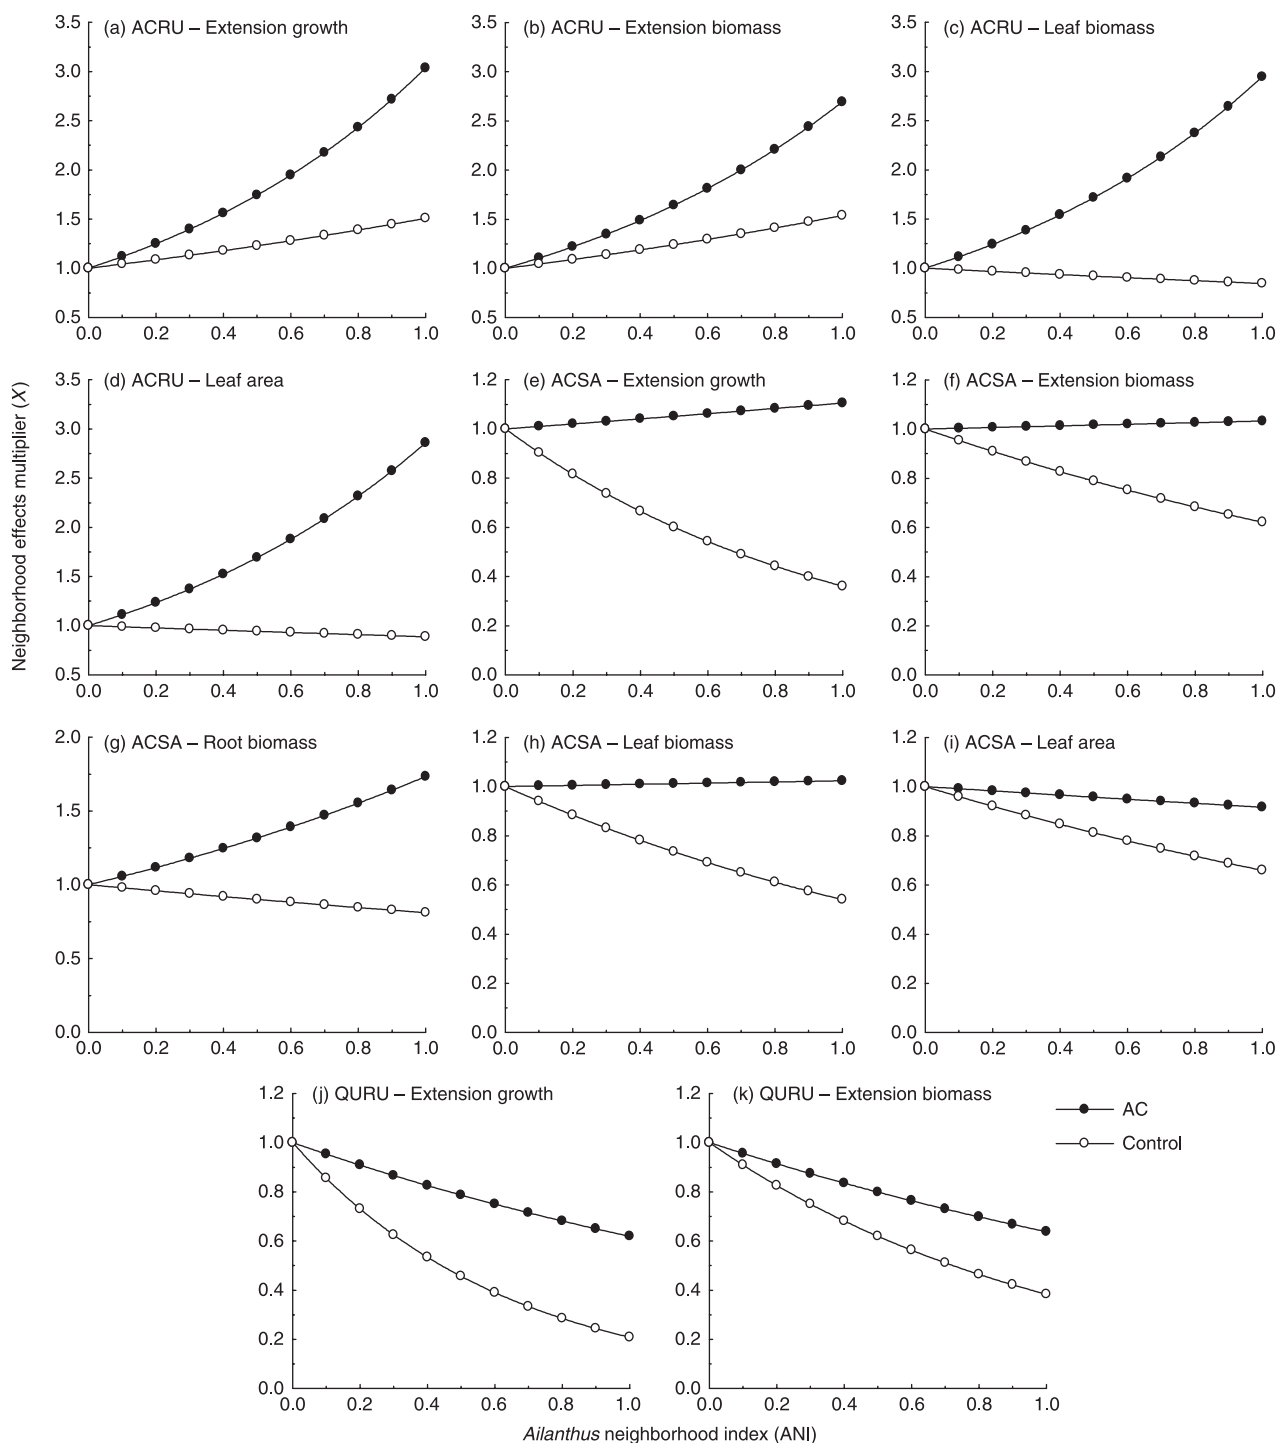 (a) ACRU – Extension growth
3.5
3.0
2.5
2.0
1.5
1.0
0.5
0.0 0.2 0.4 0.6 0.8 1.0
(b) ACRU – Extension biomass
3.5
3.0
2.5
2.0
1.5
1.0
0.5
0.0 0.2 0.4 0.6 0.8 1.0
(c) ACRU – Leaf biomass
3.5
3.0
2.5
2.0
1.5
1.0
0.5
0.0 0.2 0.4 0.6 0.8 1.0
Neighborhood effects multiplier (X)
(d) ACRU – Leaf area
3.5
3.0
2.5
2.0
1.5
1.0
0.5
0.0 0.2 0.4 0.6 0.8 1.0
(e) ACSA – Extension growth
1.2
1.0
0.8
0.6
0.4
0.2
0.0
0.0 0.2 0.4 0.6 0.8 1.0
(f) ACSA – Extension biomass
1.2
1.0
0.8
0.6
0.4
0.2
0.0
0.0 0.2 0.4 0.6 0.8 1.0
(g) ACSA – Root biomass
2.0
1.5
1.0
0.5
0.0
0.0 0.2 0.4 0.6 0.8 1.0
(h) ACSA – Leaf biomass
1.2
1.0
0.8
0.6
0.4
0.2
0.0
0.0 0.2 0.4 0.6 0.8 1.0
(i) ACSA – Leaf area
1.2
1.0
0.8
0.6
0.4
0.2
0.0
0.0 0.2 0.4 0.6 0.8 1.0
(j) QURU – Extension growth
1.2
1.0
0.8
0.6
0.4
0.2
0.0
0.0 0.2 0.4 0.6 0.8 1.0
(k) QURU – Extension biomass
1.2
1.0
0.8
0.6
0.4
0.2
0.0
0.0 0.2 0.4 0.6 0.8 1.0
AC
Control
Ailanthus neighborhood index (ANI)